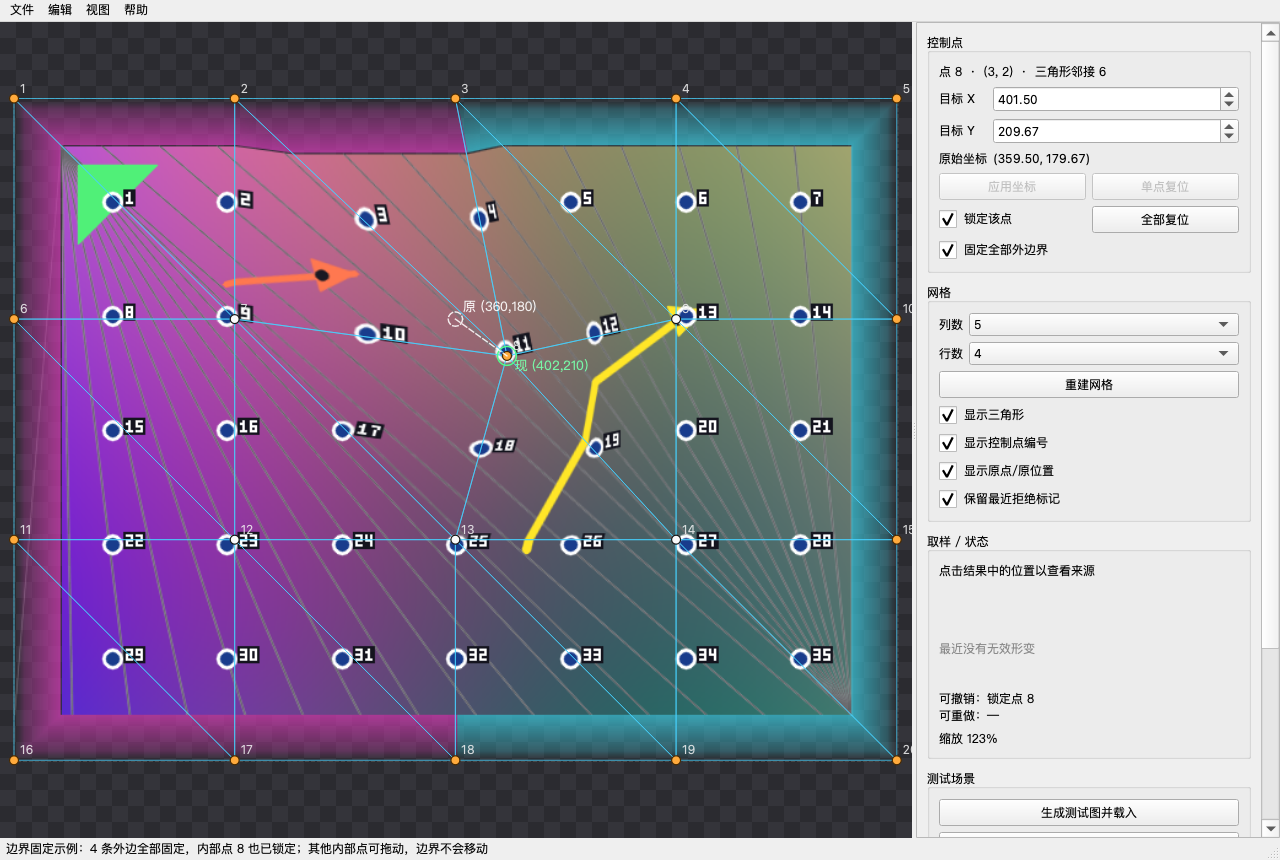 文件 编辑 视图 帮助
1 2 3 4 5
1 2 3 4 5 6 7
原 (360,180)
6 8 9 10 11 12 13 14 10
现 (402,210)
15 16 17 18 19 20 21
11 12 13 14 15
22 23 24 25 26 27 28
29 30 31 32 33 34 35
16 17 18 19
控制点
点 8 · (3, 2) · 三角形邻接 6
目标 X 401.50
目标 Y 209.67
原始坐标 (359.50, 179.67)
应用坐标 单点复位
锁定该点 全部复位
固定全部外边界
网格
列数 5
行数 4
重建网格
显示三角形
显示控制点编号
显示原点/原位置
保留最近拒绝标记
取样 / 状态
点击结果中的位置以查看来源
最近没有无效形变
可撤销：锁定点 8
可重做：—
缩放 123%
测试场景
生成测试图并载入
边界固定示例：4 条外边全部固定，内部点 8 也已锁定；其他内部点可拖动，边界不会移动